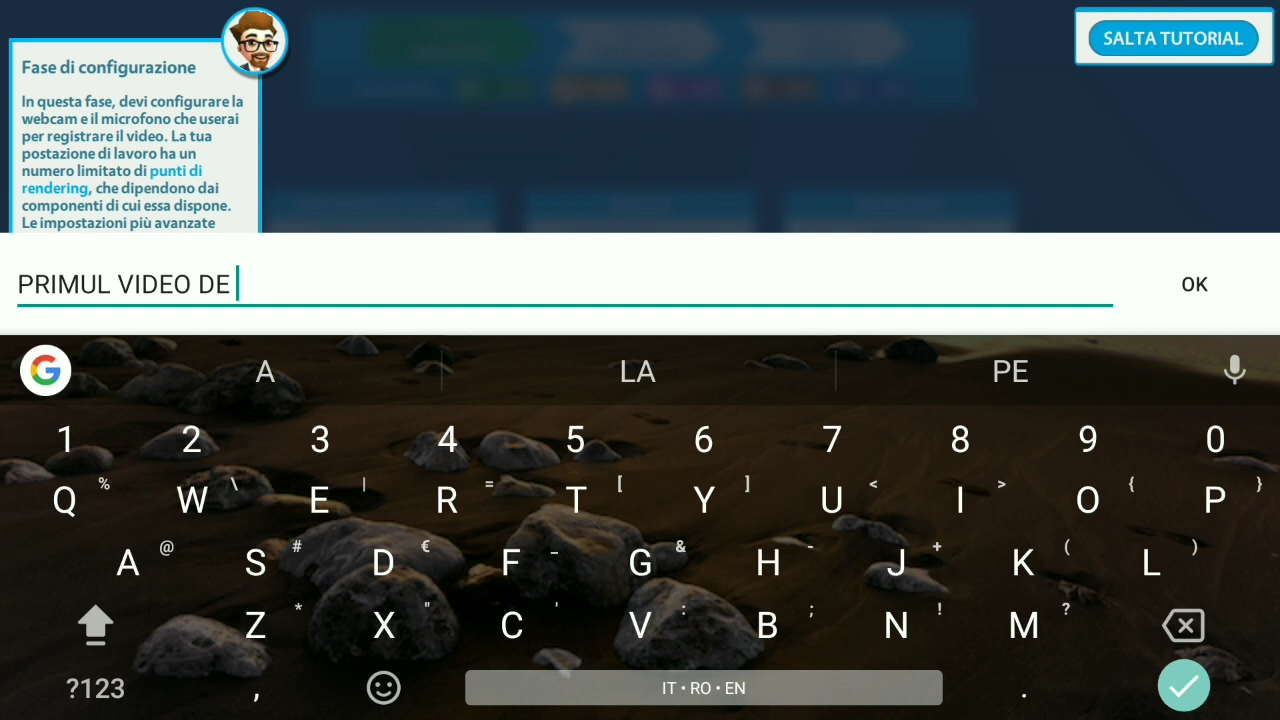 SALTA TUTORIAL
Fase di configurazione
In questa fase, devi configurare la
webcam e il microfono che userai
per registrare il video. La tua
postazione di lavoro ha un
numero limitato di punti di
rendering, che dipendono dai
componenti di cui essa dispone.
Le impostazioni più avanzate
PRIMUL VIDEO DE
OK
G
A LA PE
1 2 3 4 5 6 7 8 9 0
Q % W \ E | R = T [ Y ] U < I > O { P }
A @ S # D € F _ G & H - J + K ( L )
Z * X " C ' V : B ; N ! M ?
?123 , IT • RO • EN .